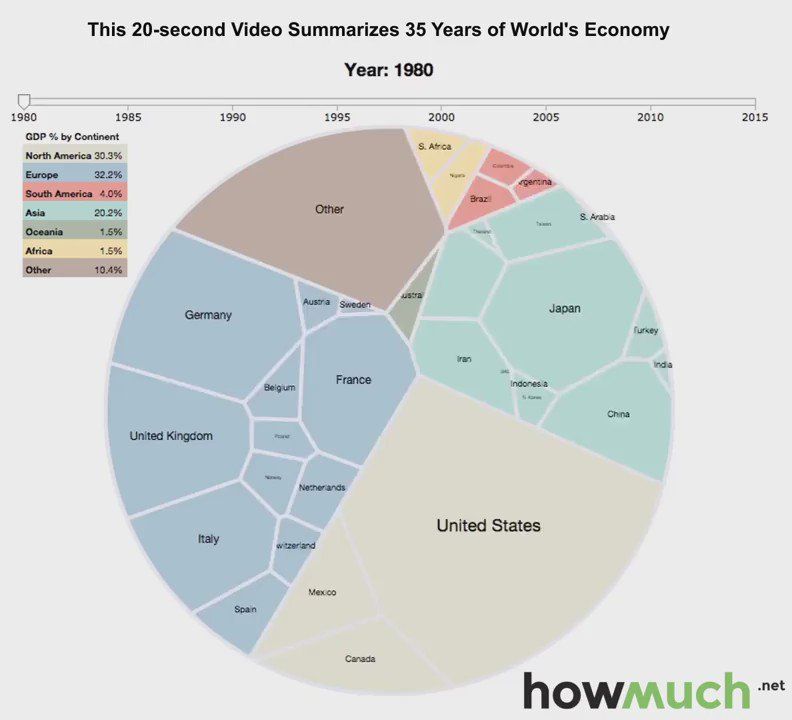 This 20-second Video Summarizes 35 Years of World's Economy
Year: 1980
1980 1985 1990 1995 2000 2005 2010 2015
GDP % by Continent
North America 30.3%
Europe 32.2%
South America 4.0%
Asia 20.2%
Oceania 1.5%
Africa 1.5%
Other 10.4%
S. Africa
Nigeria
Colombia
rgentina
Brazil
Other
S. Arabia
Taiwan
Thailand
ustral
Austria
Sweden
Germany
Japan
Turkey
India
Iran
UAE
Indonesia
S. Korea
China
France
Belgium
United Kingdom
Poland
Norway
Netherlands
United States
Italy
witzerland
Mexico
Spain
Canada
howmuch.net